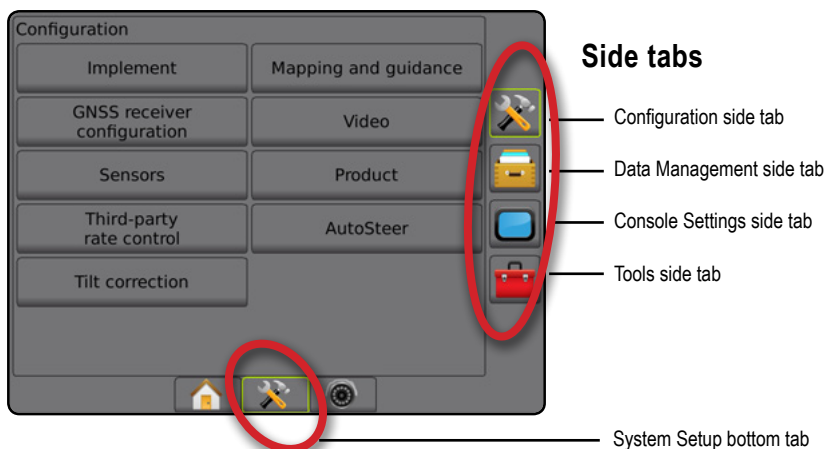 Configuration
Implement
Mapping and guidance
GNSS receiver
configuration
Video
Sensors
Product
Third-party
rate control
AutoSteer
Tilt correction
Side tabs
Configuration side tab
Data Management side tab
Console Settings side tab
Tools side tab
System Setup bottom tab